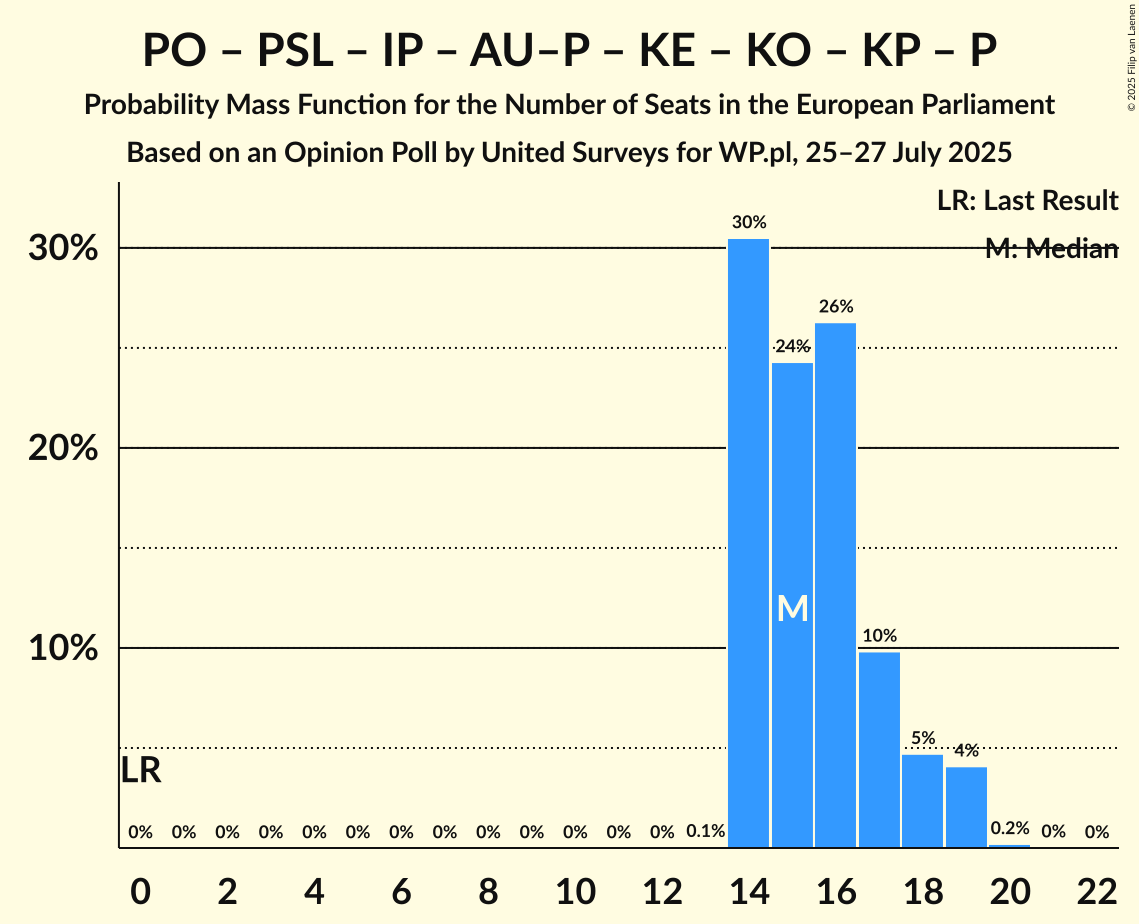 PO – PSL – IP – AU–P – KE – KO – KP – P
Probability Mass Function for the Number of Seats in the European Parliament
Based on an Opinion Poll by United Surveys for WP.pl, 25–27 July 2025
© 2025 Filip van Laenen
LR: Last Result
M: Median
30%
20%
10%
30%
24%
26%
10%
5%
4%
M
LR
0% 0% 0% 0% 0% 0% 0% 0% 0% 0% 0% 0% 0% 0.1% 0.2% 0% 0%
0 2 4 6 8 10 12 14 16 18 20 22